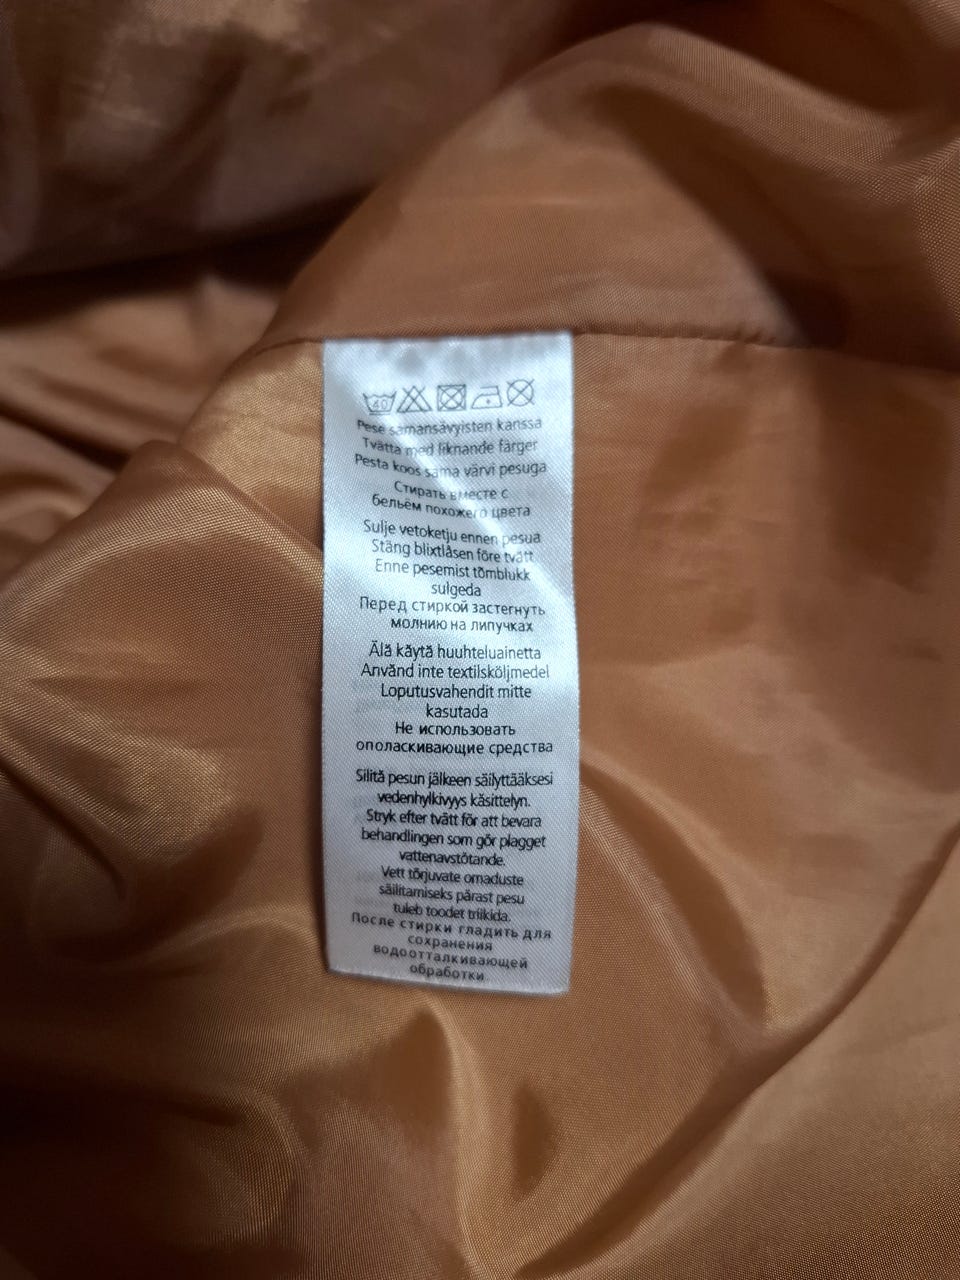 40
Pese samansävyisten kanssa
Tvätta med liknande färger
Pesta koos sama värvi pesuga
Стирать вместе с
бельём похожего цвета
Sulje vetoketju ennen pesua
Stäng blixtlåsen före tvätt
Enne pesemist tõmblukk
sulgeda
Перед стиркой застегнуть
молнию на липучках
Älä käytä huuhteluainetta
Använd inte textilsköljmedel
Loputusvahendit mitte
kasutada
Не использовать
ополаскивающие средства
Silitä pesun jälkeen säilyttääksesi
vedenhylkivyys käsittelyn.
Stryk efter tvätt för att bevara
behandlingen som gör plagget
vattenavstötande.
Vett tõrjuvate omaduste
säilitamiseks pärast pesu
tuleb toodet triikida.
После стирки гладить для
сохранения
водоотталкивающей
обработки